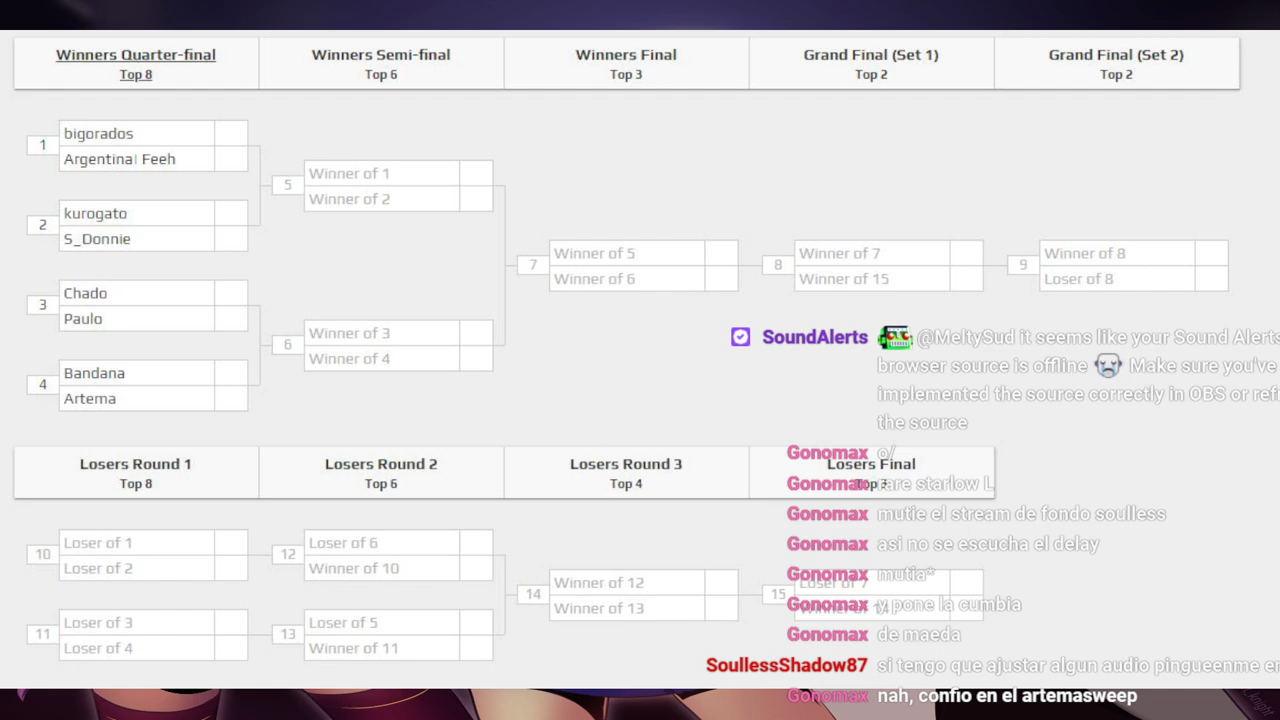 Winners Quarter-final
Top 8
Winners Semi-final
Top 6
Winners Final
Top 3
Grand Final (Set 1)
Top 2
Grand Final (Set 2)
Top 2
1
bigorados
Argentina| Feeh
2
kurogato
S_Donnie
3
Chado
Paulo
4
Bandana
Artema
5
Winner of 1
Winner of 2
6
Winner of 3
Winner of 4
7
Winner of 5
Winner of 6
8
Winner of 7
Winner of 15
9
Winner of 8
Loser of 8
Losers Round 1
Top 8
Losers Round 2
Top 6
Losers Round 3
Top 4
Losers Final
Top 3
10
Loser of 1
Loser of 2
11
Loser of 3
Loser of 4
12
Loser of 6
Winner of 10
13
Loser of 5
Winner of 11
14
Winner of 12
Winner of 13
15
Loser of 7
SoundAlerts @MeltySud it seems like your Sound Alerts
browser source is offline Make sure you've
implemented the source correctly in OBS or
the source
Gonomax o/
Gonomax rare starlow L
Gonomax mutie el stream de fondo soulless
Gonomax asi no se escucha el delay
Gonomax mutia*
Gonomax y pone la cumbia
Gonomax de maeda
SoullessShadow87 si tengo que ajustar algun audio pingueenme
Gonomax nah, confio en el artemasweep